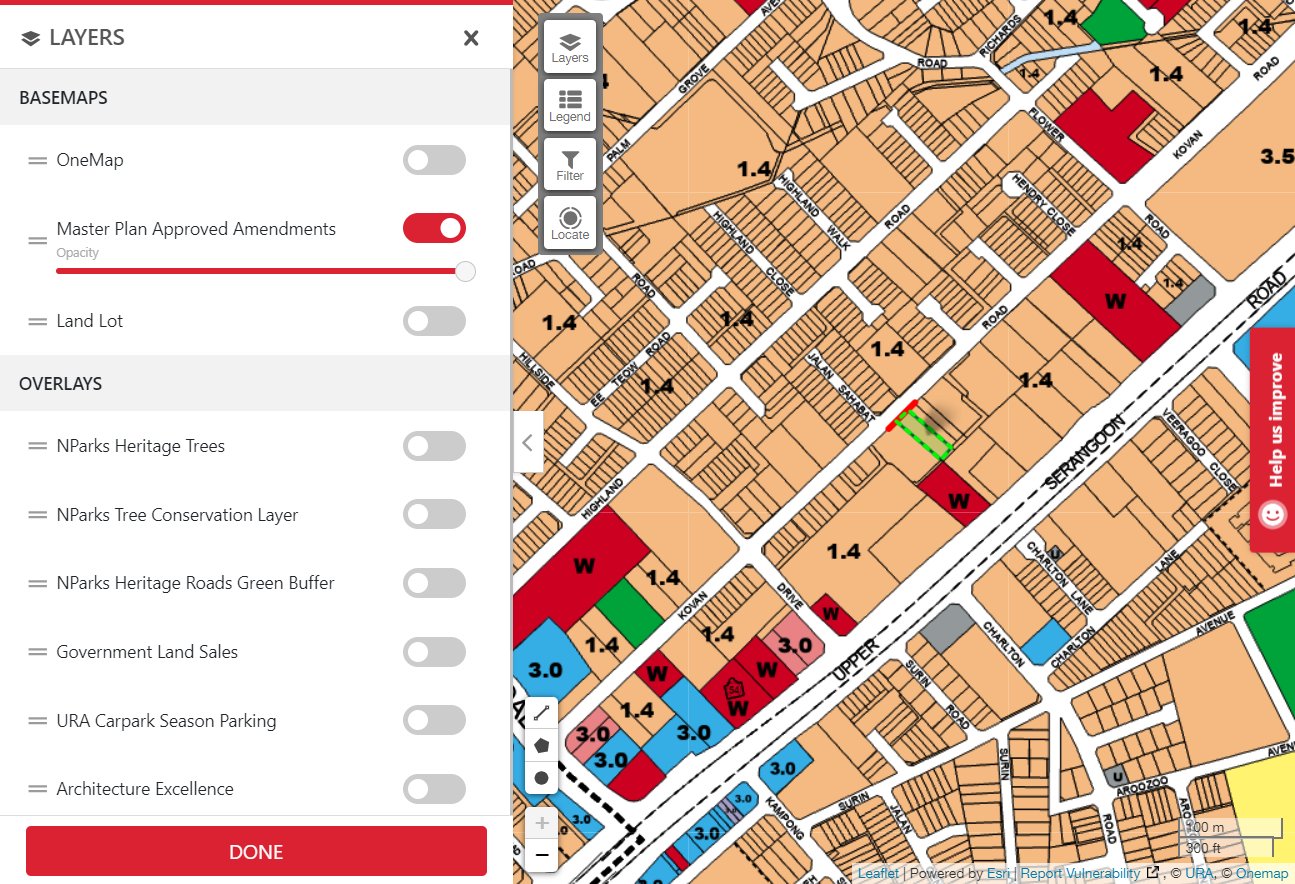 LAYERS
BASEMAPS
OneMap
Master Plan Approved Amendments
Opacity
Land Lot
OVERLAYS
NParks Heritage Trees
NParks Tree Conservation Layer
NParks Heritage Roads Green Buffer
Government Land Sales
URA Carpark Season Parking
Architecture Excellence
DONE
Layers
Legend
Filter
Locate
Help us improve
RICHARDS
1.4
1.4
ROAD
1.4
1.4
ROAD
GROVE
FLOWER
KOVAN
PALM
3.5
1.4
HIGHLAND
WALK
HENDRY CLOSE
ROAD
HIGHLAND
CLOSE
ROAD
1.4
ROAD
1.4
W
ROAD
ROAD
1.4
1.4
ROAD
1.4
HILLSIDE
EE TEOW ROAD
1.4
JALAN SAHABAT
1.4
SERANGOON
VEERAGOO CLOSE
HIGHLAND
W
W
1.4
1.4
U
CHARLTON LANE
LANE
KOVAN
DRIVE
W
1.4
1.4
3.0
AVENUE
CHARLTON
CHARLTON
UPPER
3.0
W
W
54
W
SURIN
ROAD
1.4
3.0
3.0
3.0
3.0
SURIN
U
AROOZOO
3.0
3.0
KAMPONG
SURIN
JALAN
ROAD
3.0
3.0
100 m
300 ft
Leaflet | Powered by Esri | Report Vulnerability , © URA, © Onemap